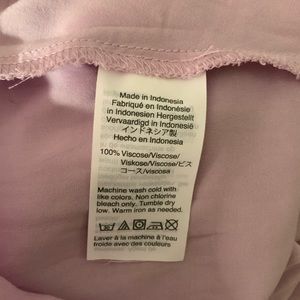 Made in Indonesia
Fabriqué en Indonésie
in Indonesien Hergestellt
Vervaardigd in Indonesië
インドネシア製
Hecho en Indonesia
100% Viscose/Viscose/
Viskose/Viscose/ビス
コース/viscosa
Machine wash cold with
like colors. Non chlorine
bleach only. Tumble dry
low. Warm iron as needed.
Laver à la machine à l'eau
froide avec des couleurs